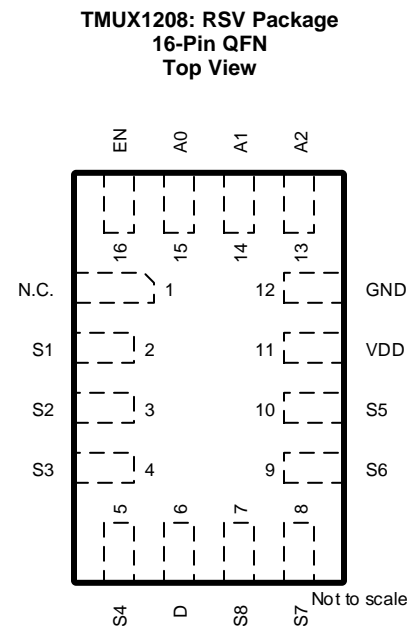 TMUX1208: RSV Package
16-Pin QFN
Top View
EN A0 A1 A2
16 15 14 13
N.C. 1 12 GND
S1 2 11 VDD
S2 3 10 S5
S3 4 9 S6
5 6 7 8
S4 D S8 S7
Not to scale